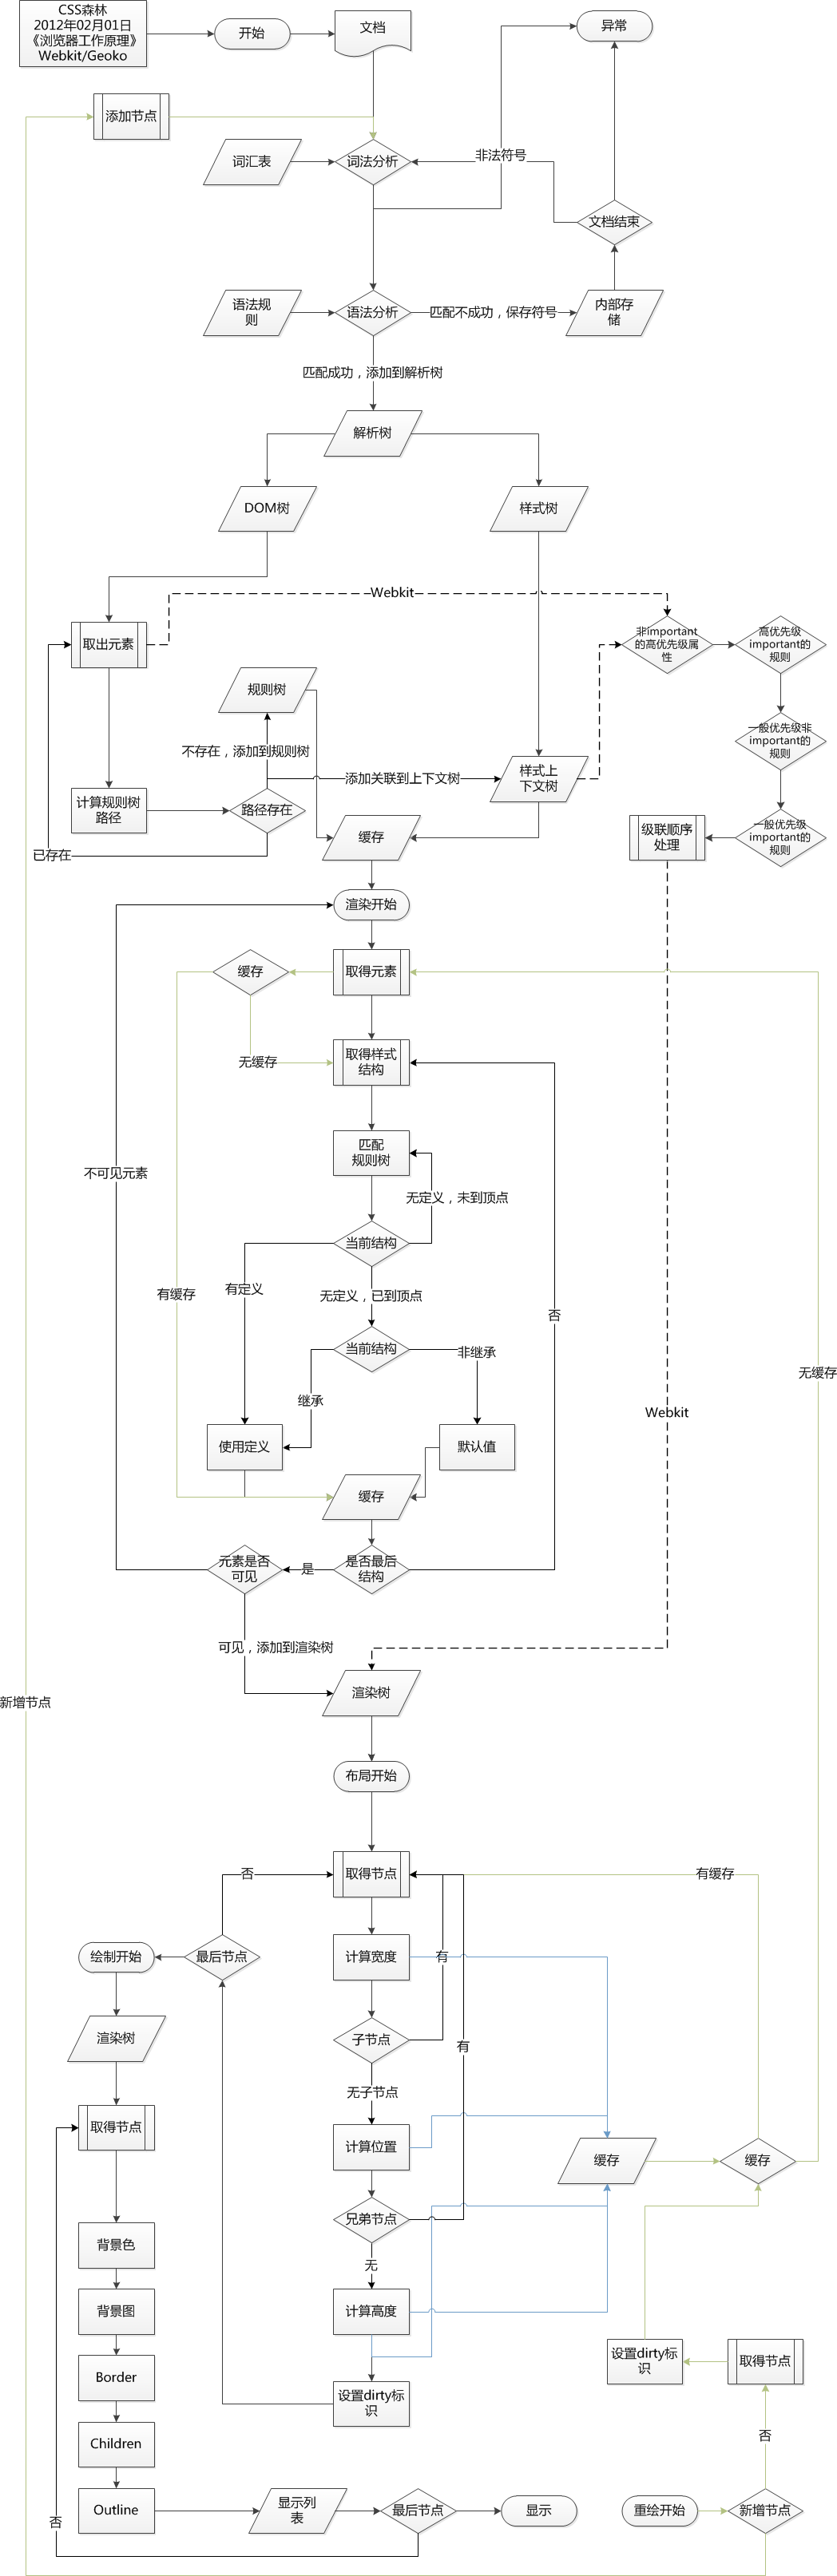 CSS森林
2012年02月01日
《浏览器工作原理》
Webkit/Geoko
开始
文档
异常
添加节点
词汇表
词法分析
非法符号
文档结束
语法规
则
语法分析
匹配不成功，保存符号
内部存
储
匹配成功，添加到解析树
解析树
DOM树
样式树
Webkit
取出元素
非important
的高优先级属
性
高优先级
important的
规则
规则树
一般优先级非
important的
规则
不存在，添加到规则树
添加关联到上下文树
样式上
下文树
计算规则树
路径
路径存在
已存在
缓存
级联顺序
处理
一般优先级
important的
规则
渲染开始
缓存
取得元素
无缓存
取得样式
结构
匹配
规则树
不可见元素
无定义，未到顶点
当前结构
有定义
有缓存
无定义，已到顶点
否
当前结构
非继承
无缓存
继承
Webkit
使用定义
默认值
缓存
元素是否
可见
是
是否最后
结构
可见，添加到渲染树
渲染树
新增节点
布局开始
否
取得节点
有缓存
绘制开始
最后节点
计算宽度
有
渲染树
子节点
有
无子节点
取得节点
计算位置
缓存
缓存
背景色
兄弟节点
无
背景图
计算高度
设置dirty标
识
取得节点
Border
设置dirty标
识
Children
否
Outline
显示列
表
最后节点
显示
重绘开始
新增节点
否